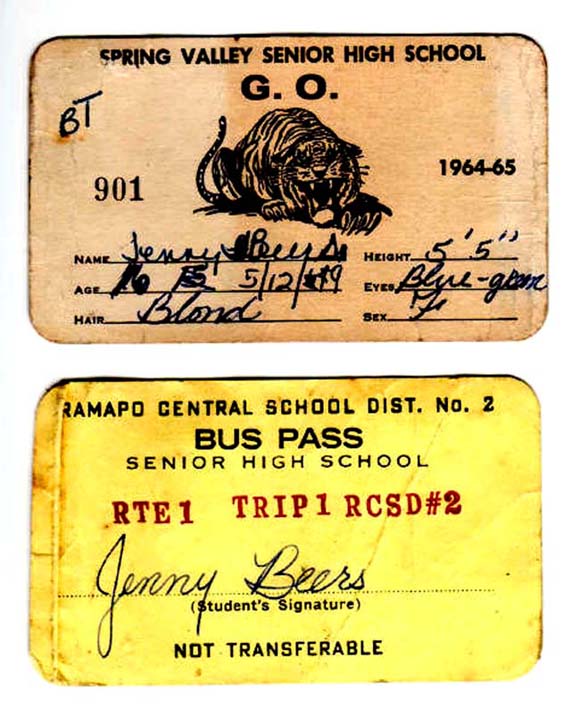 SPRING VALLEY SENIOR HIGH SCHOOL
G. O.
BT
901
1964-65
NAME Jenny Beers HEIGHT 5'5"
AGE 16 15 5/12/49 EYES Blue-green
HAIR Blond SEX F
RAMAPO CENTRAL SCHOOL DIST. No. 2
BUS PASS
SENIOR HIGH SCHOOL
RTE1 TRIP1 RCSD#2
Jenny Beers
(Student's Signature)
NOT TRANSFERABLE